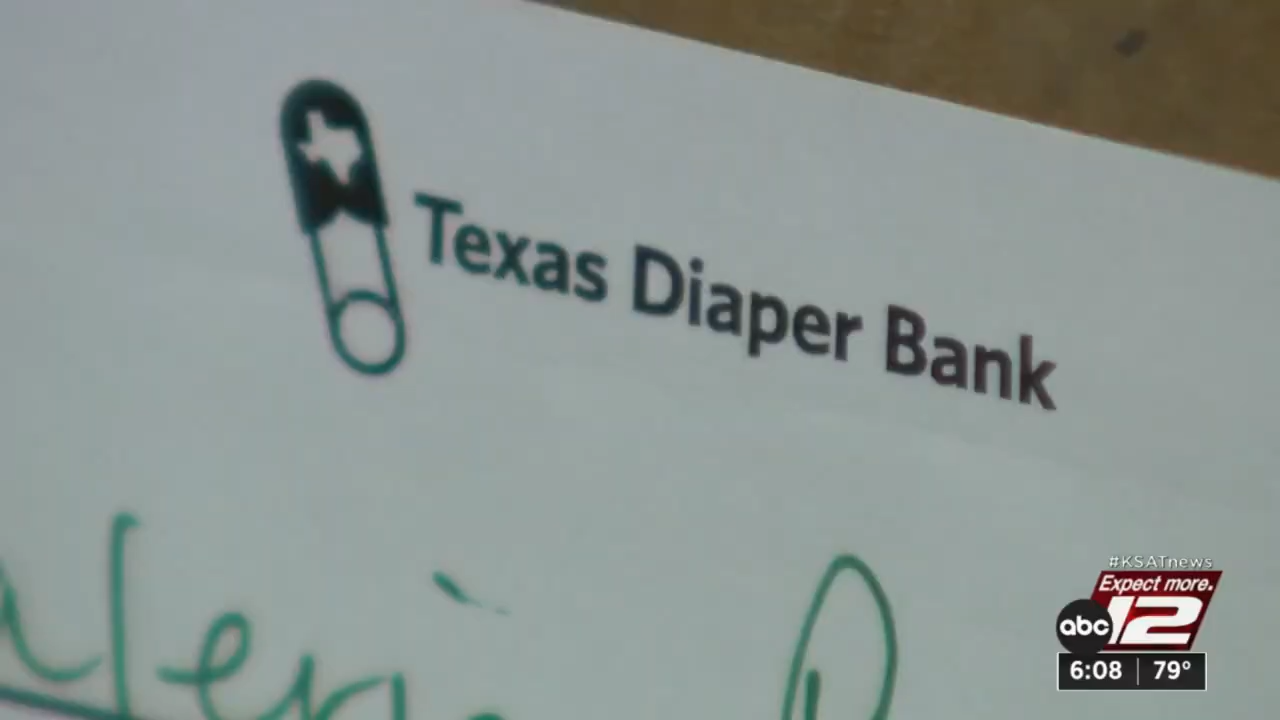 Texas Diaper Bank
#KSATnews
Expect more.
abc 12
6:08 79°